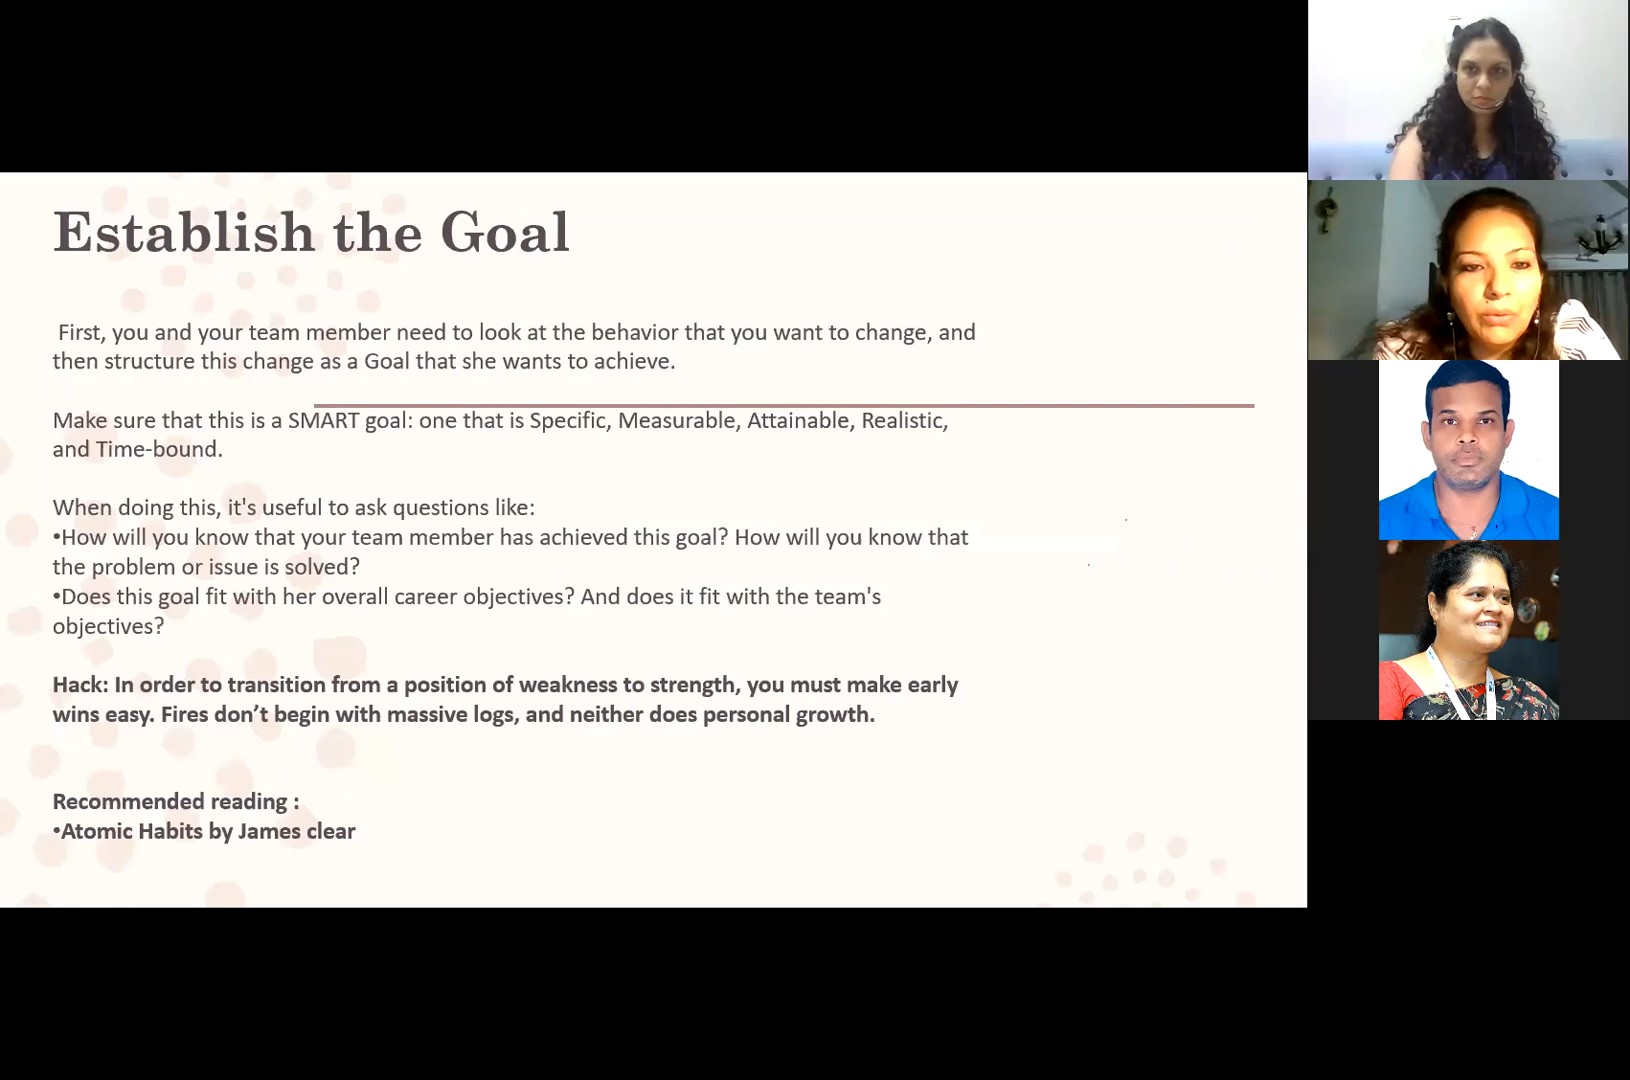 Establish the Goal
First, you and your team member need to look at the behavior that you want to change, and
then structure this change as a Goal that she wants to achieve.
Make sure that this is a SMART goal: one that is Specific, Measurable, Attainable, Realistic,
and Time-bound.
When doing this, it's useful to ask questions like:
•How will you know that your team member has achieved this goal? How will you know that
the problem or issue is solved?
•Does this goal fit with her overall career objectives? And does it fit with the team's
objectives?
Hack: In order to transition from a position of weakness to strength, you must make early
wins easy. Fires don’t begin with massive logs, and neither does personal growth.
Recommended reading :
•Atomic Habits by James clear